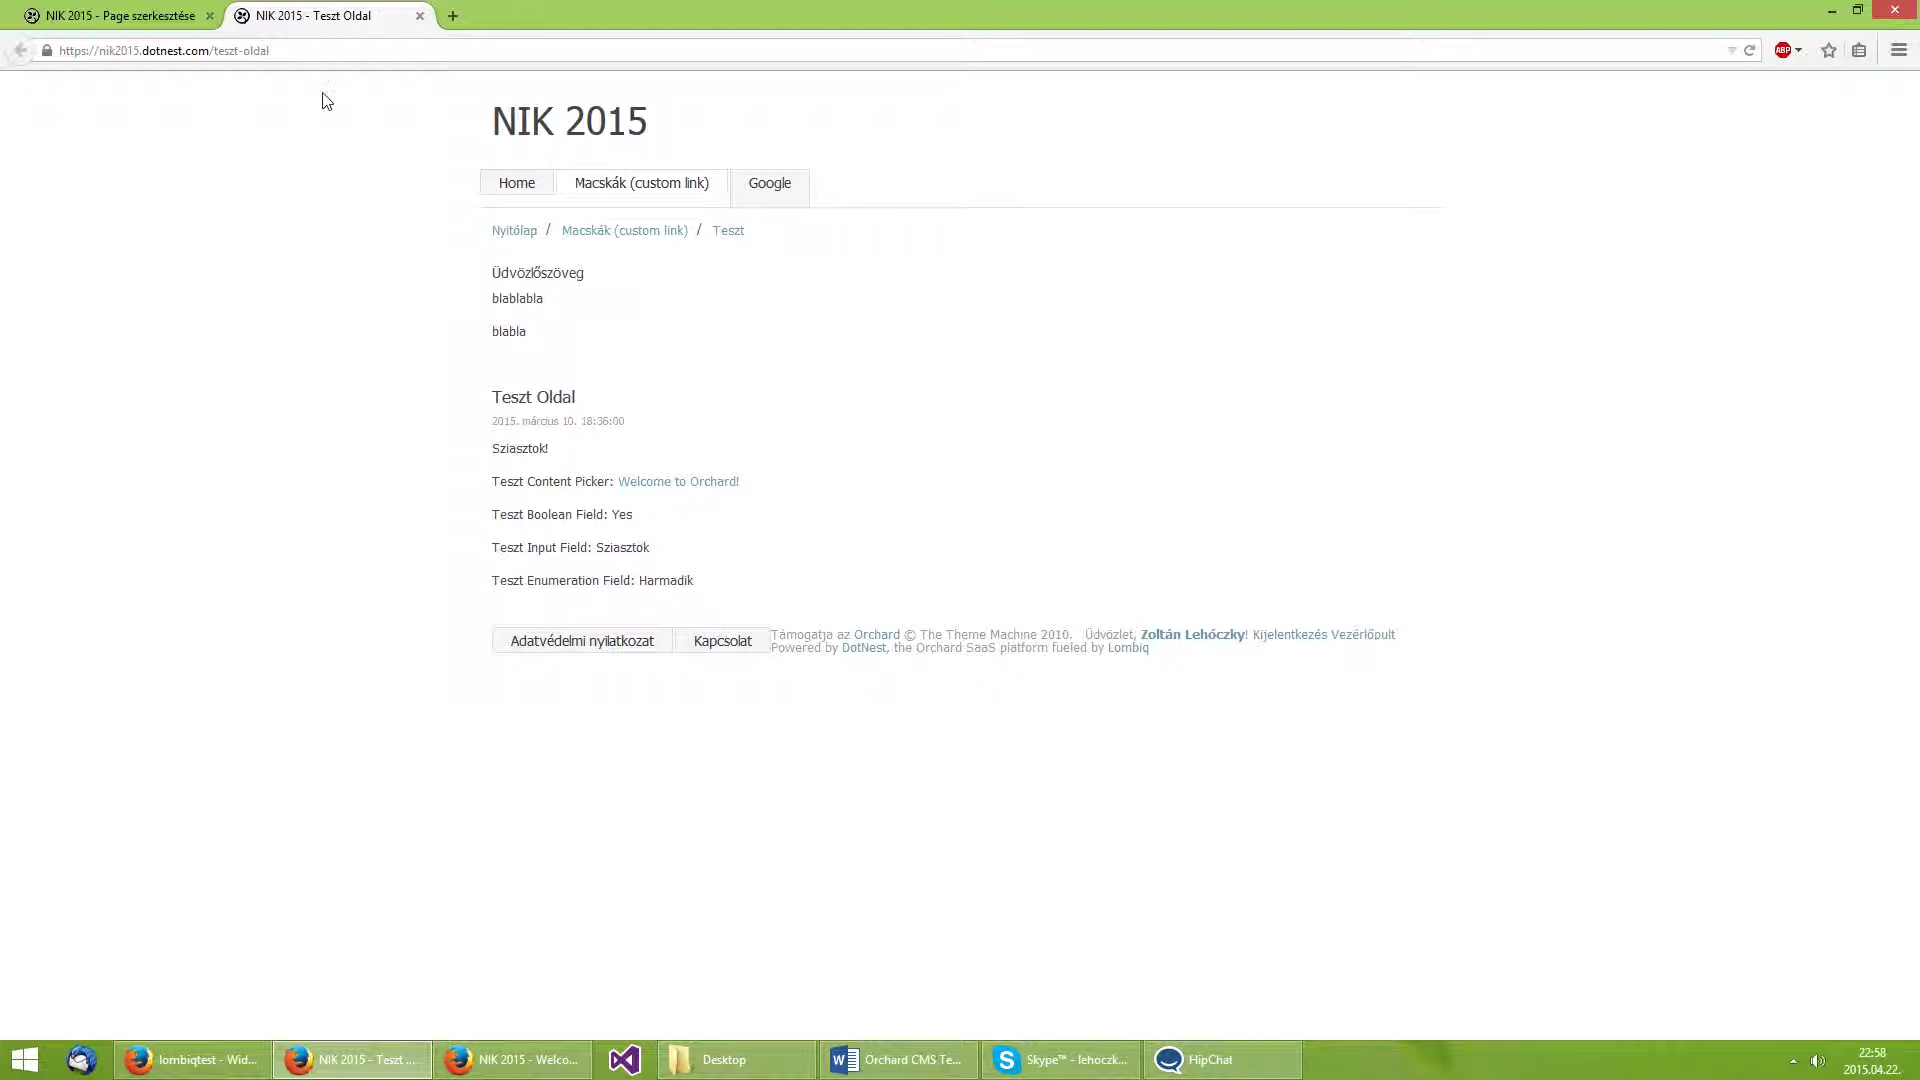 NIK 2015 - Page szerkesztése
NIK 2015 - Teszt Oldal
https://nik2015.dotnest.com/teszt-oldal
ABP
NIK 2015
Home
Macskák (custom link)
Google
Nyitólap / Macskák (custom link) / Teszt
Üdvözlőszöveg
blablabla
blabla
Teszt Oldal
2015. március 10. 18:36:00
Sziasztok!
Teszt Content Picker: Welcome to Orchard!
Teszt Boolean Field: Yes
Teszt Input Field: Sziasztok
Teszt Enumeration Field: Harmadik
Adatvédelmi nyilatkozat
Kapcsolat
Támogatja az Orchard © The Theme Machine 2010. Üdvözlet, Zoltán Lehóczky! Kijelentkezés Vezérlőpult
Powered by DotNest, the Orchard SaaS platform fueled by Lombiq
lombiqtest - Wid...
NIK 2015 - Teszt ...
NIK 2015 - Welco...
Desktop
Orchard CMS Te...
Skype™ - lehoczk...
HipChat
22:58
2015.04.22.